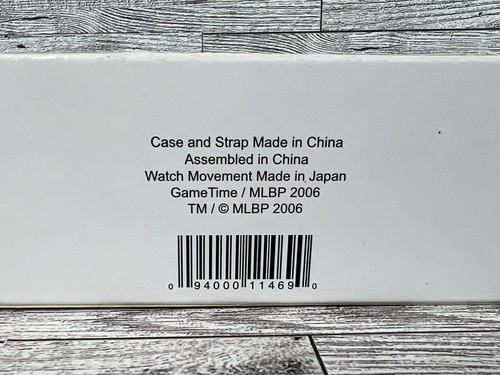 Case and Strap Made in China
Assembled in China
Watch Movement Made in Japan
GameTime / MLBP 2006
TM / © MLBP 2006
0 94000 11469 0